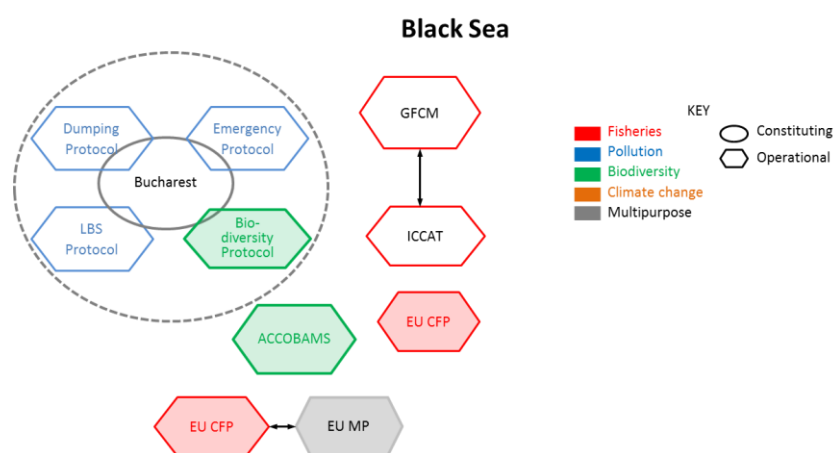 Black Sea
Dumping
Protocol
Emergency
Protocol
Bucharest
LBS
Protocol
Bio-
diversity
Protocol
GFCM
ICCAT
EU CFP
ACCOBAMS
EU CFP
EU MP
KEY
Fisheries
Pollution
Biodiversity
Climate change
Multipurpose
Constituting
Operational